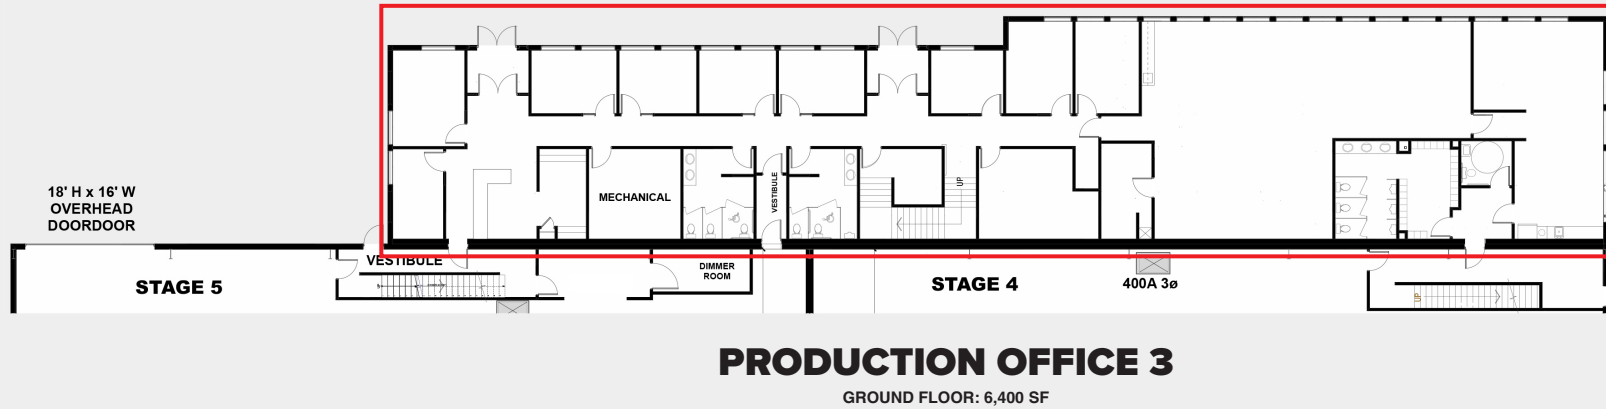 18' H x 16' W
OVERHEAD
DOORDOOR
MECHANICAL
VESTIBULE
UP
VESTIBULE
STAGE 5
DIMMER
ROOM
STAGE 4
400A 3ø
UP
PRODUCTION OFFICE 3
GROUND FLOOR: 6,400 SF